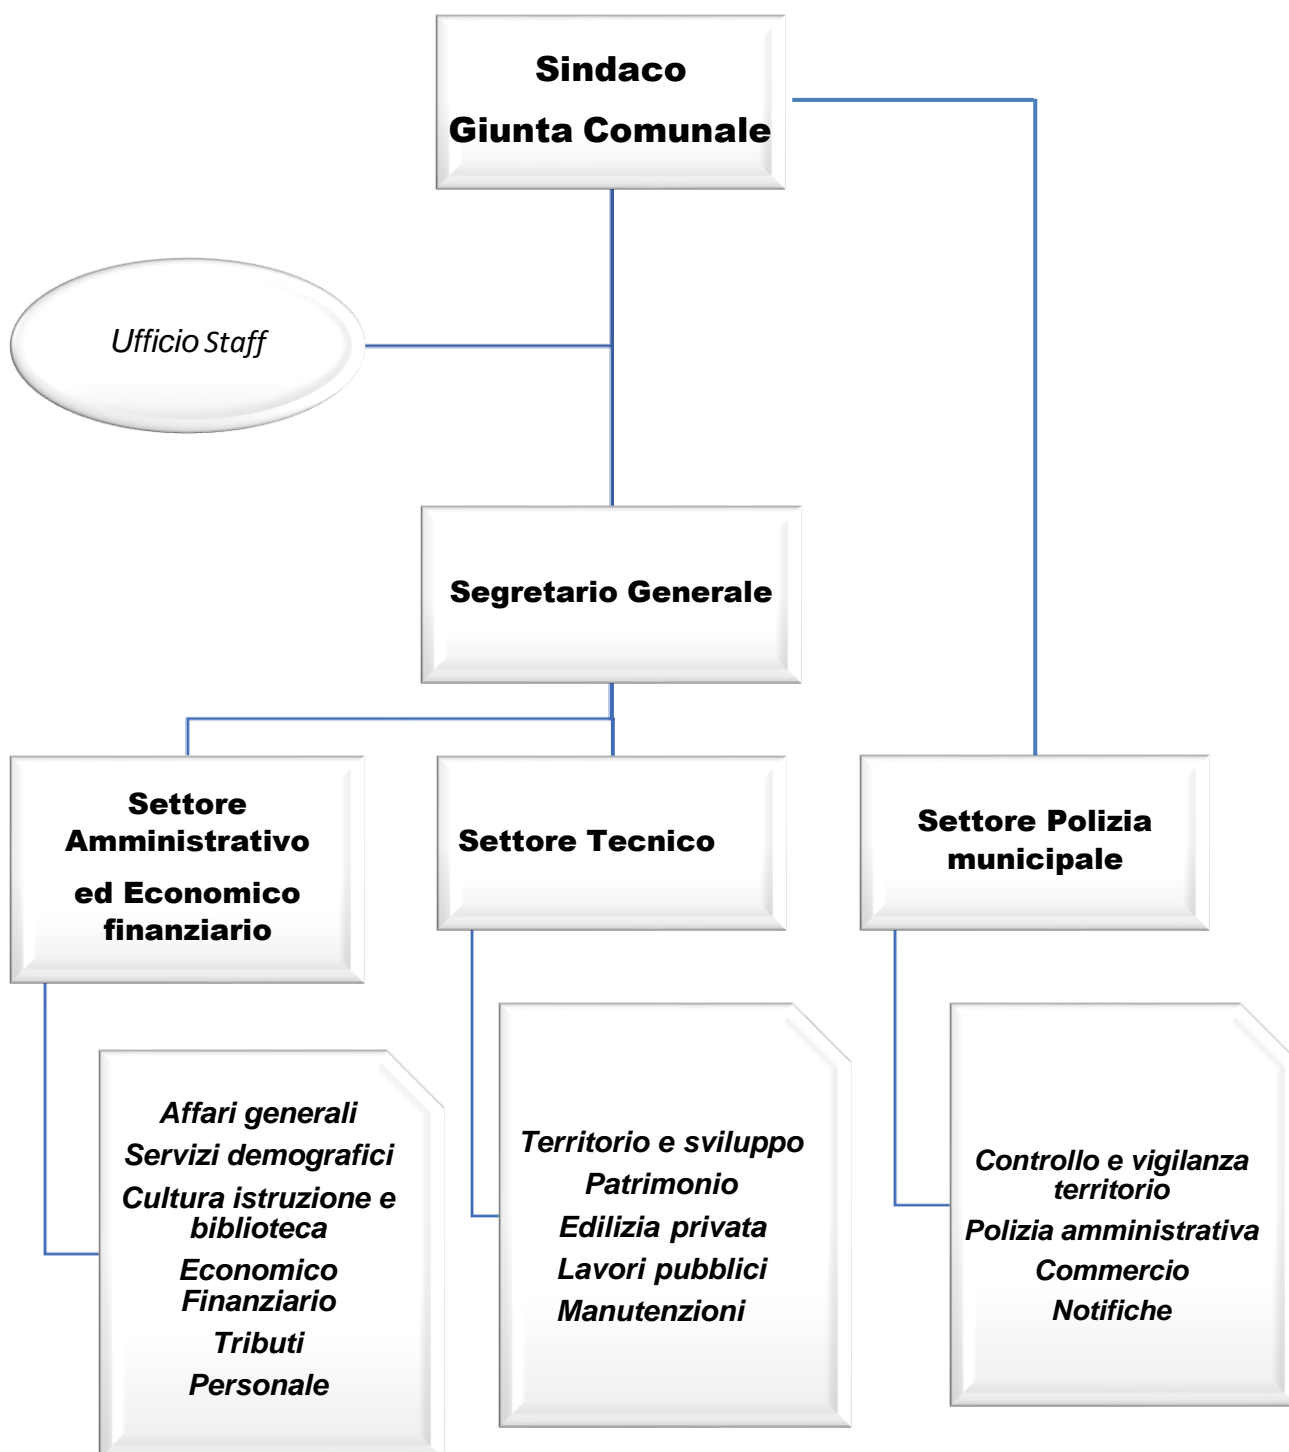 Sindaco
Giunta Comunale
Ufficio Staff
Segretario Generale
Settore
Amministrativo
ed Economico
finanziario
Settore Tecnico
Settore Polizia
municipale
Affari generali
Servizi demografici
Cultura istruzione e
biblioteca
Economico
Finanziario
Tributi
Personale
Territorio e sviluppo
Patrimonio
Edilizia privata
Lavori pubblici
Manutenzioni
Controllo e vigilanza
territorio
Polizia amministrativa
Commercio
Notifiche